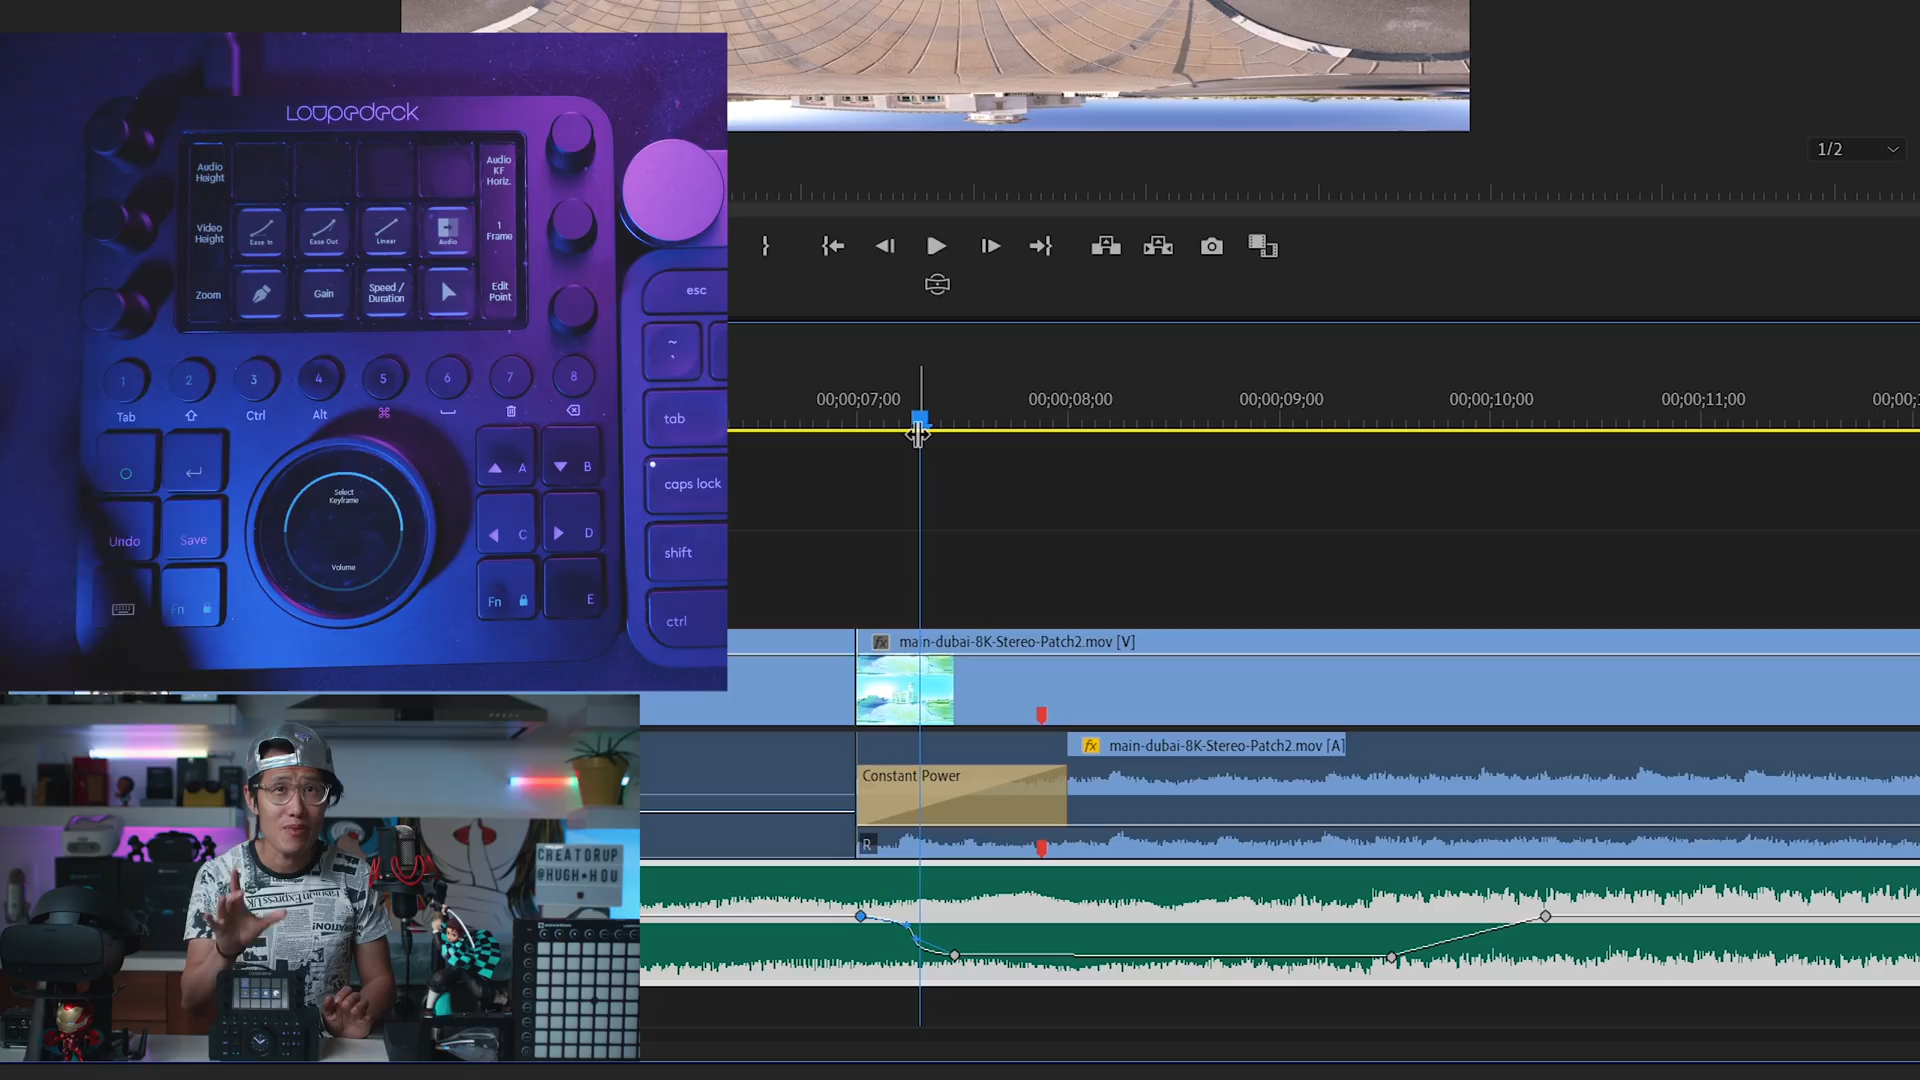 LOUPEDECK
Audio
Height
Audio
KF
Horiz.
Video
Height
Ease In
Ease Out
Linear
Audio
1
Frame
Zoom
Gain
Speed /
Duration
Edit
Point
1
2
3
4
5
6
7
8
Tab
Ctrl
Alt
A
B
C
D
E
Undo
Save
Fn
Fn
Select
Keyframe
Volume
esc
~
tab
caps lock
shift
ctrl
1/2
00;00;07;00
00;00;08;00
00;00;09;00
00;00;10;00
00;00;11;00
fx main-dubai-8K-Stereo-Patch2.mov [V]
fx main-dubai-8K-Stereo-Patch2.mov [A]
Constant Power
R
CREATORUP
@HUGH★HOU